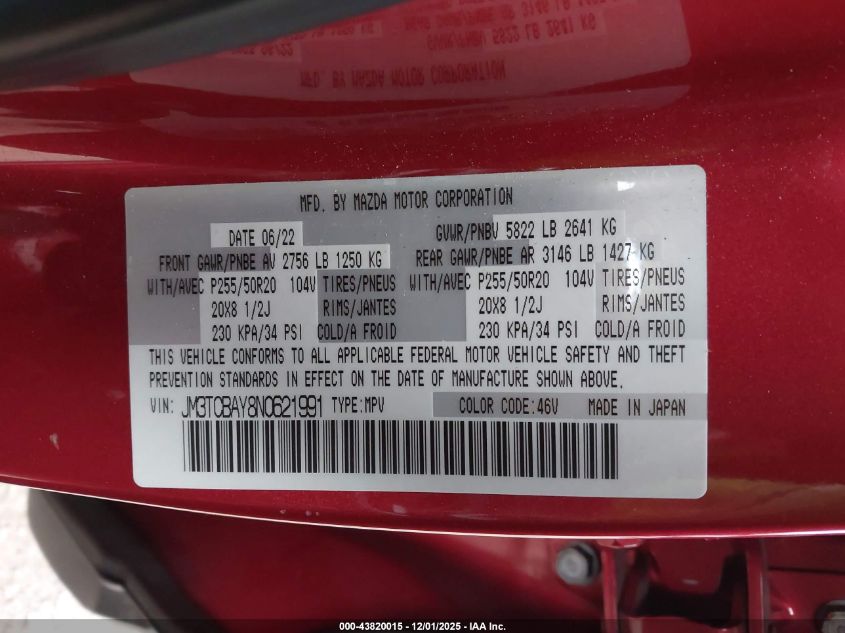 MFD. BY MAZDA MOTOR CORPORATION
DATE 06/22 GVWR/PNBV 5822 LB 2641 KG
FRONT GAWR/PNBE AV 2756 LB 1250 KG REAR GAWR/PNBE AR 3146 LB 1427 KG
WITH/AVEC P255/50R20 104V TIRES/PNEUS WITH/AVEC P255/50R20 104V TIRES/PNEUS
20X8 1/2J RIMS/JANTES 20X8 1/2J RIMS/JANTES
230 KPA/34 PSI COLD/A FROID 230 KPA/34 PSI COLD/A FROID
THIS VEHICLE CONFORMS TO ALL APPLICABLE FEDERAL MOTOR VEHICLE SAFETY AND THEFT
PREVENTION STANDARDS IN EFFECT ON THE DATE OF MANUFACTURE SHOWN ABOVE.
VIN: JM3TCBAY8N0621991 TYPE:MPV COLOR CODE:46V MADE IN JAPAN
000-43820015 - 12/01/2025 - IAA Inc.